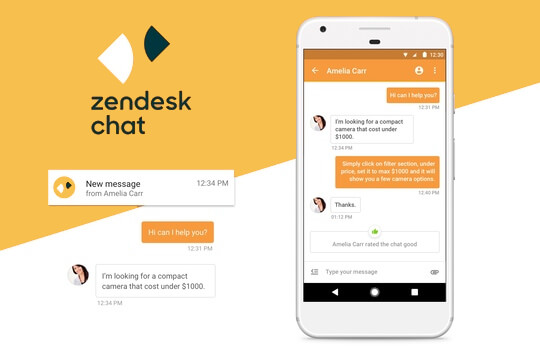 zendesk
chat
New message
12:34 PM
from Amelia Carr
Hi can I help you?
12:31 PM
I'm looking for a compact
camera that cost under $1000.
12:34 PM
12:30
Amelia Carr
Hi can I help you?
12:31 PM
I'm looking for a compact
camera that cost under
$1000.
12:34 PM
Simply click on filter section, under
price, set it to max $1000 and it will
show you a few camera options.
12:40 PM
Thanks.
01:12 PM
Amelia Carr rated the chat good
Type your message